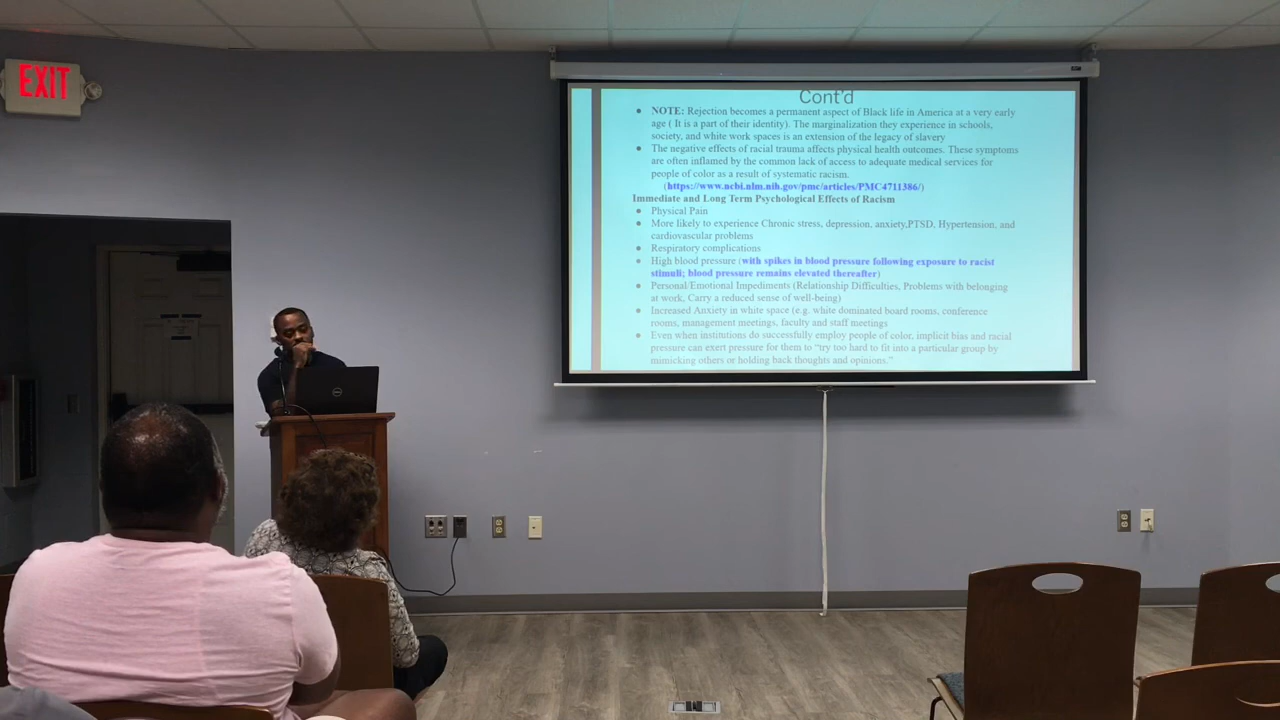 EXIT
Cont'd
● NOTE: Rejection becomes a permanent aspect of Black life in America at a very early
age ( It is a part of their identity). The marginalization they experience in schools,
society, and white work spaces is an extension of the legacy of slavery
● The negative effects of racial trauma affects physical health outcomes. These symptoms
are often inflamed by the common lack of access to adequate medical services for
people of color as a result of systematic racism.
(https://www.ncbi.nlm.nih.gov/pmc/articles/PMC4711386/)
Immediate and Long Term Psychological Effects of Racism
● Physical Pain
● More likely to experience Chronic stress, depression, anxiety,PTSD, Hypertension, and
cardiovascular problems
● Respiratory complications
● High blood pressure (with spikes in blood pressure following exposure to racist
stimuli; blood pressure remains elevated thereafter)
● Personal/Emotional Impediments (Relationship Difficulties, Problems with belonging
at work, Carry a reduced sense of well-being)
● Increased Anxiety in white space (e.g. white dominated board rooms, conference
rooms, management meetings, faculty and staff meetings
● Even when institutions do successfully employ people of color, implicit bias and racial
pressure can exert pressure for them to “try too hard to fit into a particular group by
mimicking others or holding back thoughts and opinions.”
DELL